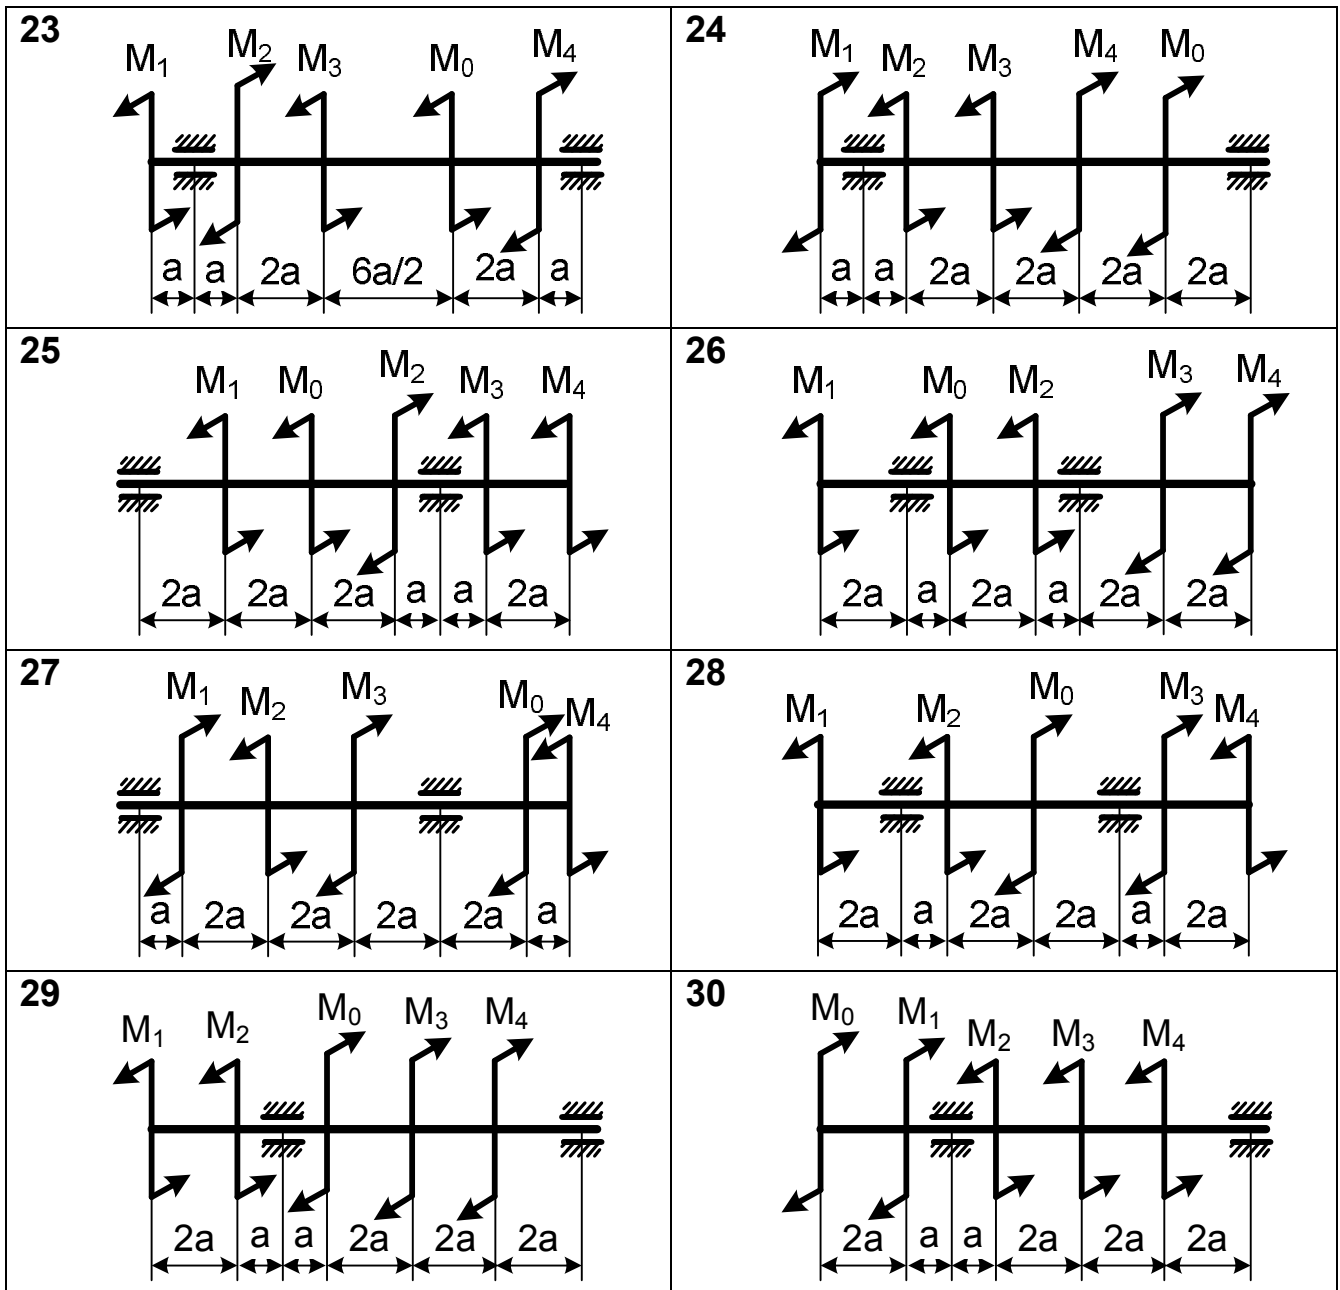 23
M₁ M₂ M₃ M₀ M₄
a a 2a 6a/2 2a a
24
M₁ M₂ M₃ M₄ M₀
a a 2a 2a 2a 2a
25
M₁ M₀ M₂ M₃ M₄
2a 2a 2a a a 2a
26
M₁ M₀ M₂ M₃ M₄
2a a 2a a 2a 2a
27
M₁ M₂ M₃ M₀ M₄
a 2a 2a 2a 2a a
28
M₁ M₂ M₀ M₃ M₄
2a a 2a 2a a 2a
29
M₁ M₂ M₀ M₃ M₄
2a a a 2a 2a 2a
30
M₀ M₁ M₂ M₃ M₄
2a a a 2a 2a 2a